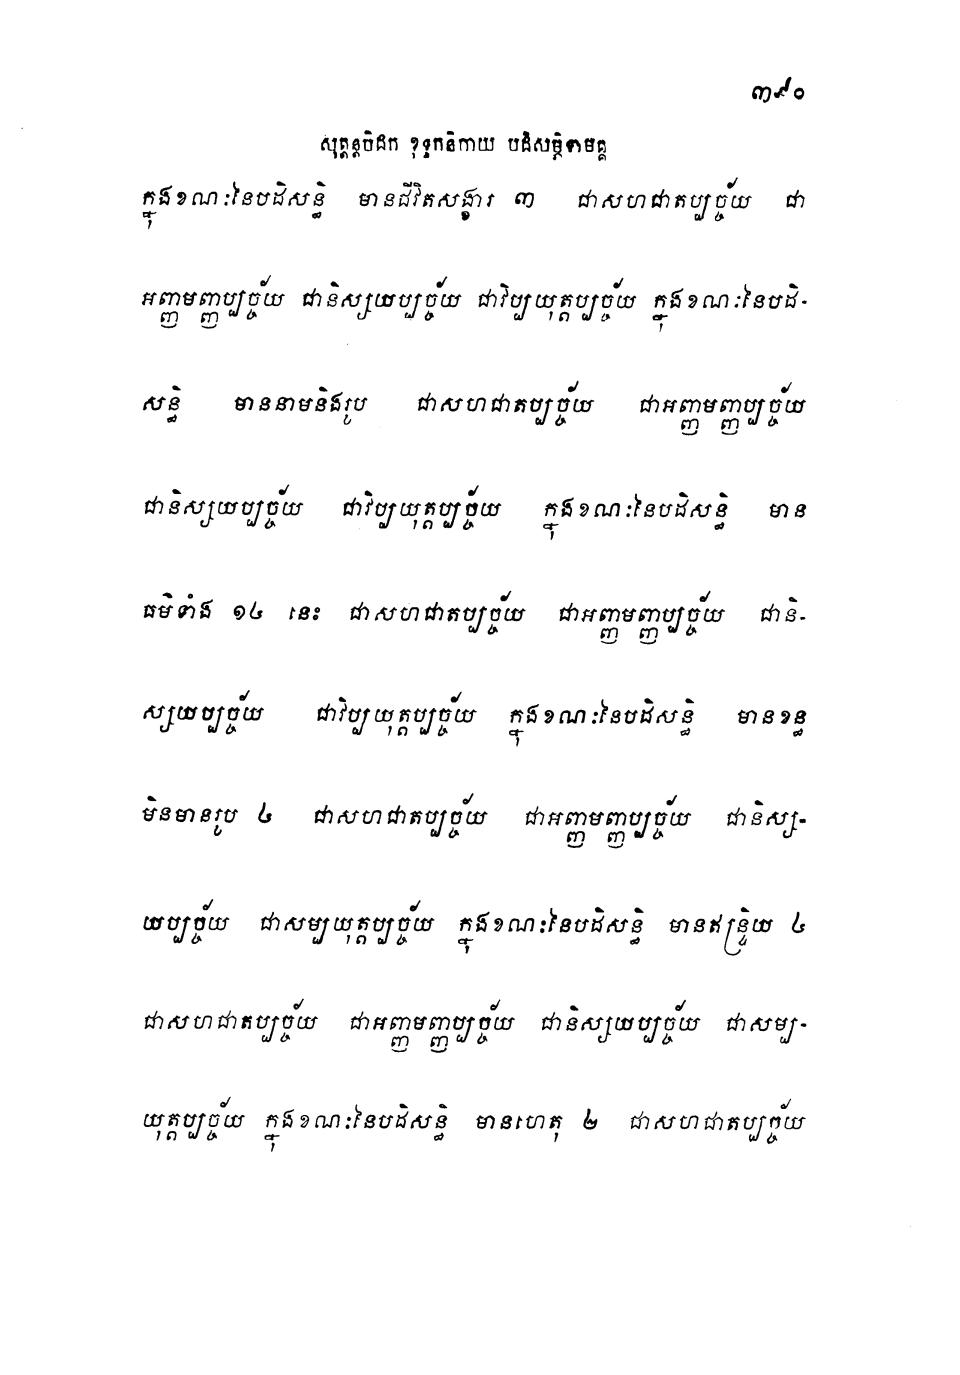 ៣៩០
សុត្តន្តបិដក ខុទ្ទកនិកាយ បដិសម្ភិទាមគ្គ
ក្នុងខណៈនៃបដិសន្ធិ មានជីវិតសង្ខារ ៣ ជាសហជាតប្បច្ច័យ ជា
អញ្ញមញ្ញប្បច្ច័យ ជានិស្សយប្បច្ច័យ ជាវិប្បយុត្តប្បច្ច័យ ក្នុងខណៈនៃបដិ-
សន្ធិ មាននាមនិងរូប ជាសហជាតប្បច្ច័យ ជាអញ្ញមញ្ញប្បច្ច័យ
ជានិស្សយប្បច្ច័យ ជាវិប្បយុត្តប្បច្ច័យ ក្នុងខណៈនៃបដិសន្ធិ មាន
ធម៌ទាំង ១៤ នេះ ជាសហជាតប្បច្ច័យ ជាអញ្ញមញ្ញប្បច្ច័យ ជានិ-
ស្សយប្បច្ច័យ ជាវិប្បយុត្តប្បច្ច័យ ក្នុងខណៈនៃបដិសន្ធិ មានខន្ធ
មិនមានរូប ៤ ជាសហជាតប្បច្ច័យ ជាអញ្ញមញ្ញប្បច្ច័យ ជានិស្ស-
យប្បច្ច័យ ជាសម្បយុត្តប្បច្ច័យ ក្នុងខណៈនៃបដិសន្ធិ មានឥន្ទ្រិយ ៤
ជាសហជាតប្បច្ច័យ ជាអញ្ញមញ្ញប្បច្ច័យ ជានិស្សយប្បច្ច័យ ជាសម្ប-
យុត្តប្បច្ច័យ ក្នុងខណៈនៃបដិសន្ធិ មានហេតុ ២ ជាសហជាតប្បច្ច័យ